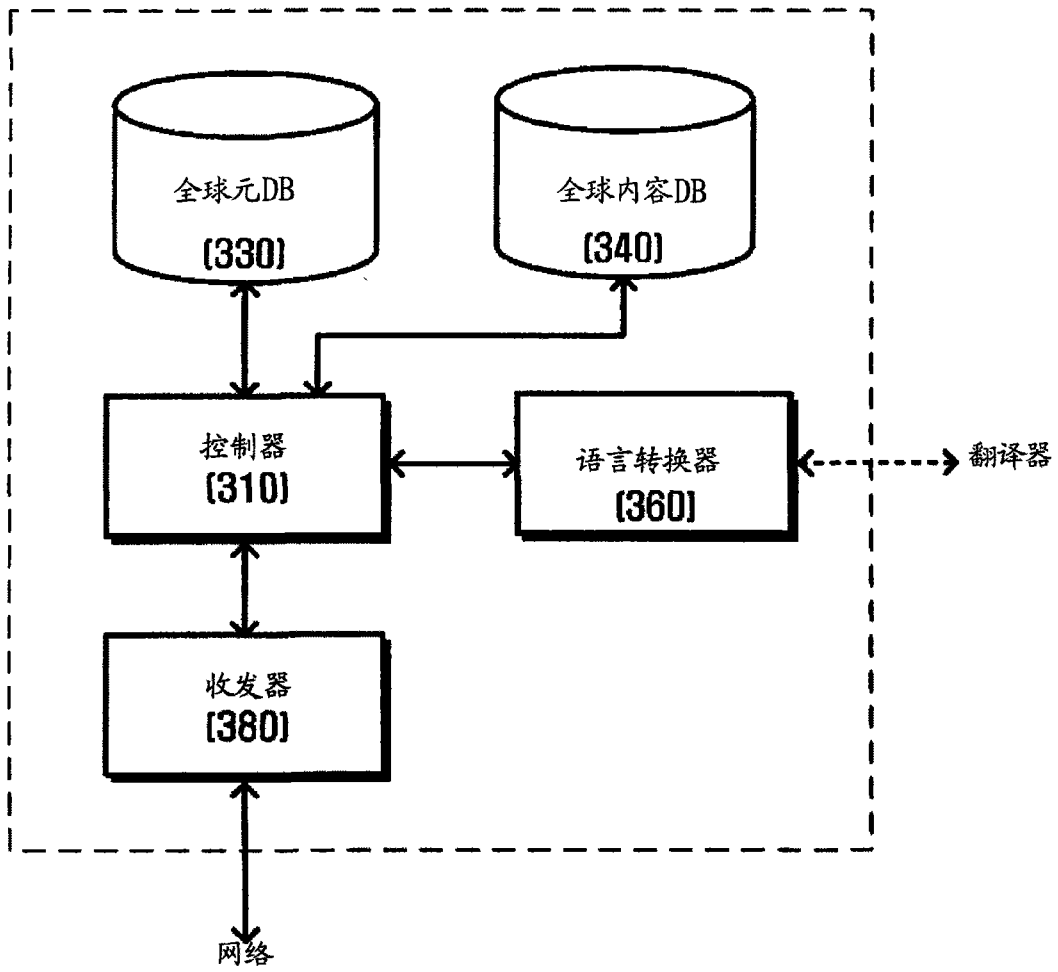 全球元DB
(330)
全球内容DB
(340)
控制器
(310)
语言转换器
(360)
翻译器
收发器
(380)
网络